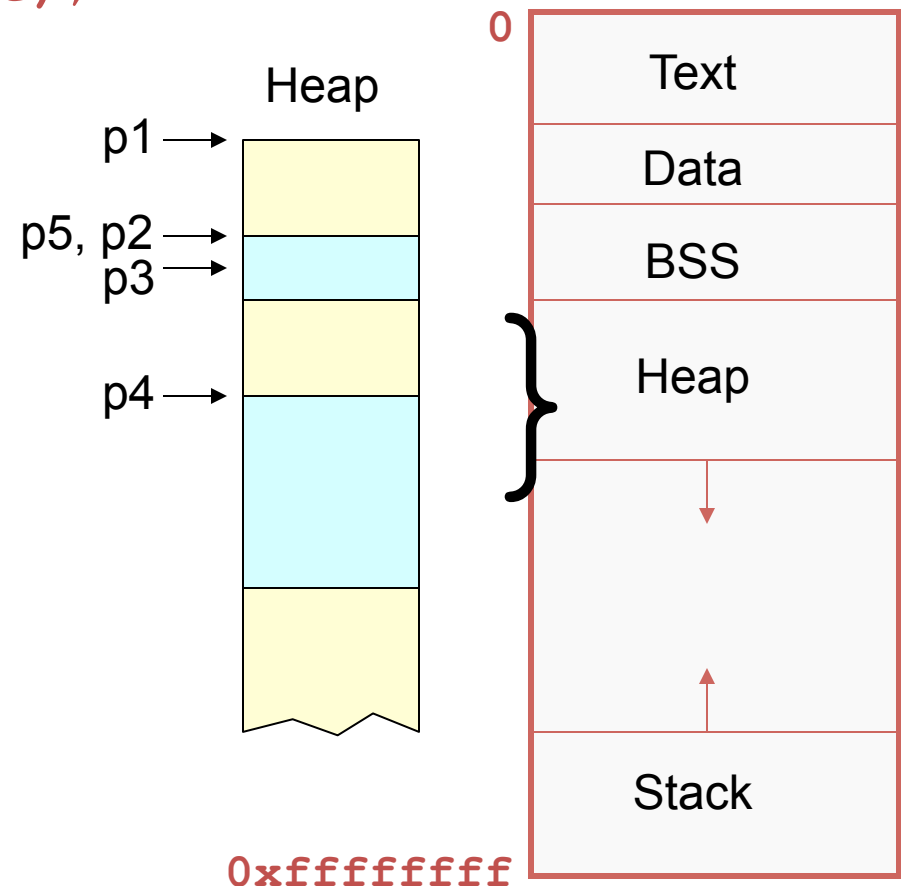 0
Text
Heap
p1
Data
p5, p2
BSS
p3
Heap
p4
Stack
0xffffffff